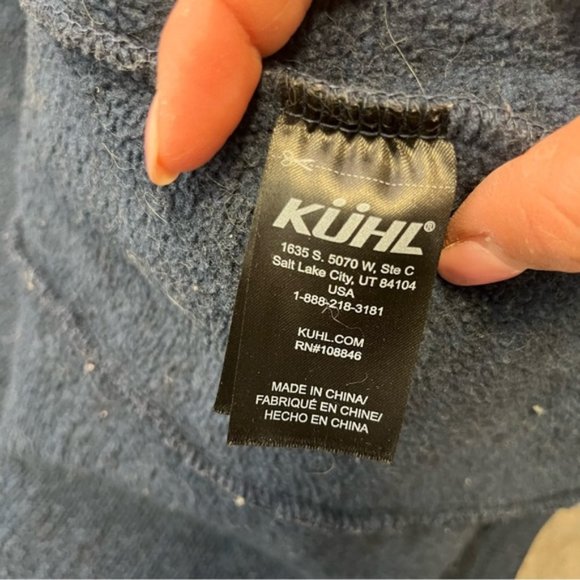 KÜHL®
1635 S. 5070 W, Ste C
Salt Lake City, UT 84104
USA
1-888-218-3181
KUHL.COM
RN#108846
MADE IN CHINA/
FABRIQUÉ EN CHINE/
HECHO EN CHINA